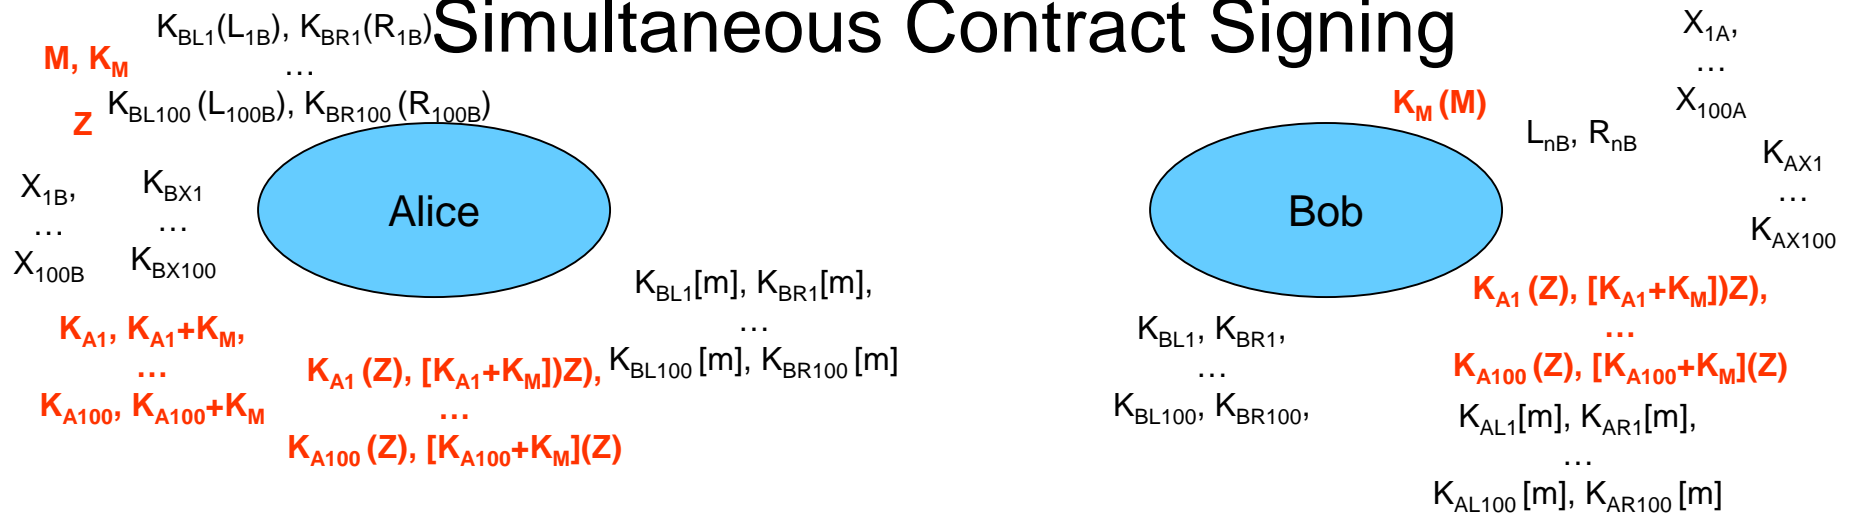 Simultaneous Contract Signing
K_BL1(L_1B), K_BR1(R_1B)
…
K_BL100 (L_100B), K_BR100 (R_100B)
M, K_M
Z
X_1B,
…
X_100B
K_BX1
…
K_BX100
Alice
K_A1, K_A1+K_M,
…
K_A100, K_A100+K_M
K_A1 (Z), [K_A1+K_M])Z),
…
K_A100 (Z), [K_A100+K_M](Z)
K_BL1[m], K_BR1[m],
…
K_BL100 [m], K_BR100 [m]
K_M (M)
Bob
L_nB, R_nB
X_1A,
…
X_100A
K_AX1
…
K_AX100
K_BL1, K_BR1,
…
K_BL100, K_BR100,
K_A1 (Z), [K_A1+K_M])Z),
…
K_A100 (Z), [K_A100+K_M](Z)
K_AL1[m], K_AR1[m],
…
K_AL100 [m], K_AR100 [m]